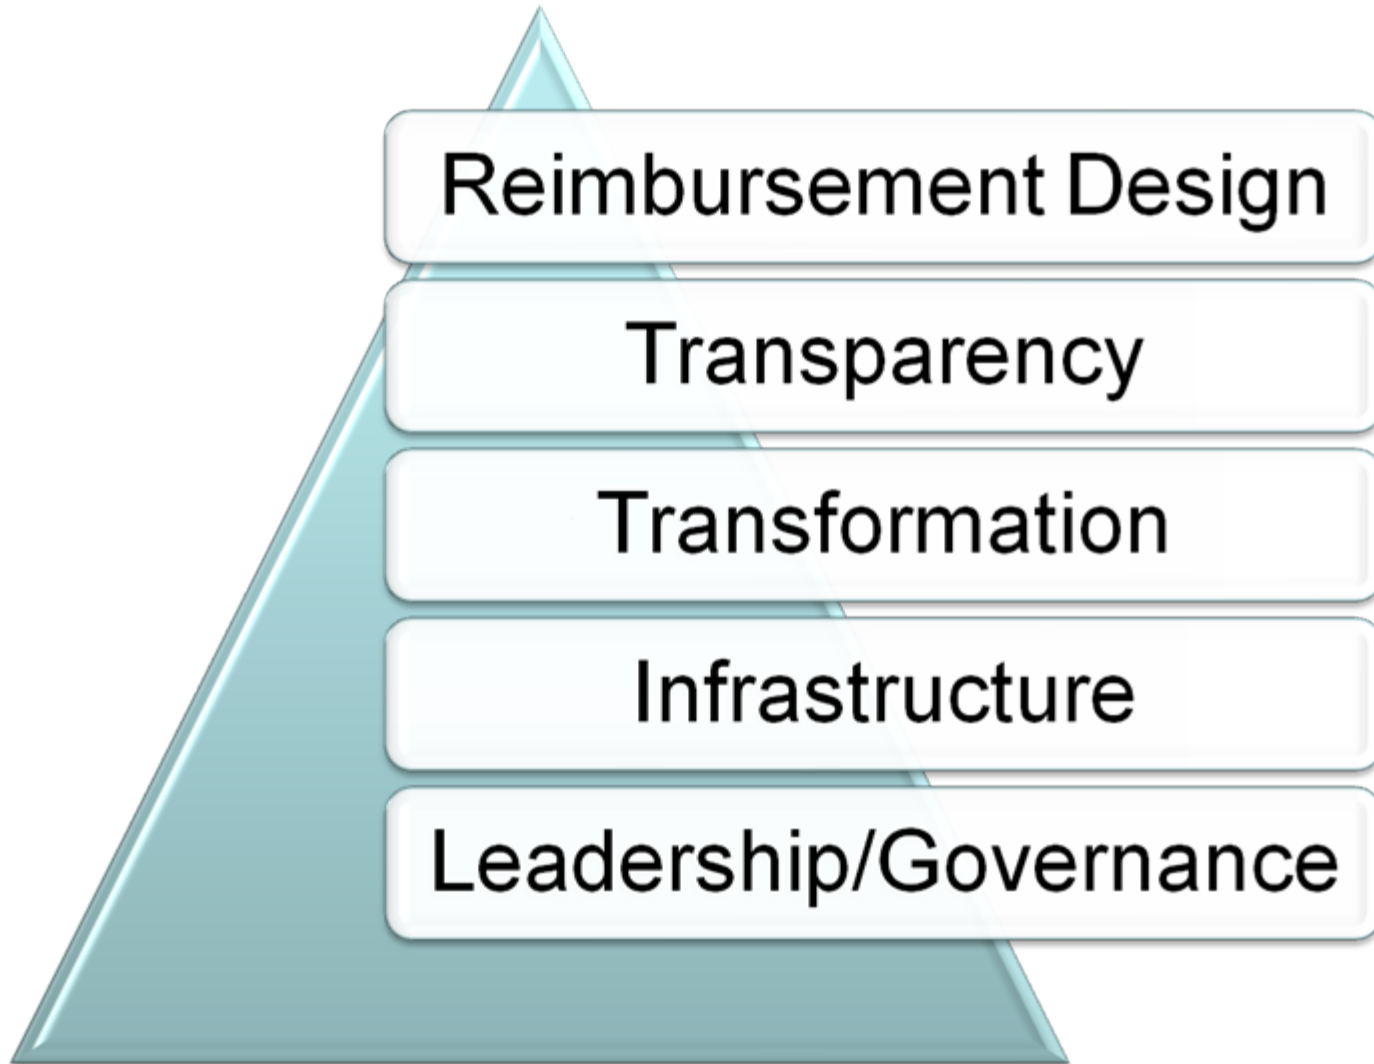 Reimbursement Design
Transparency
Transformation
Infrastructure
Leadership/Governance